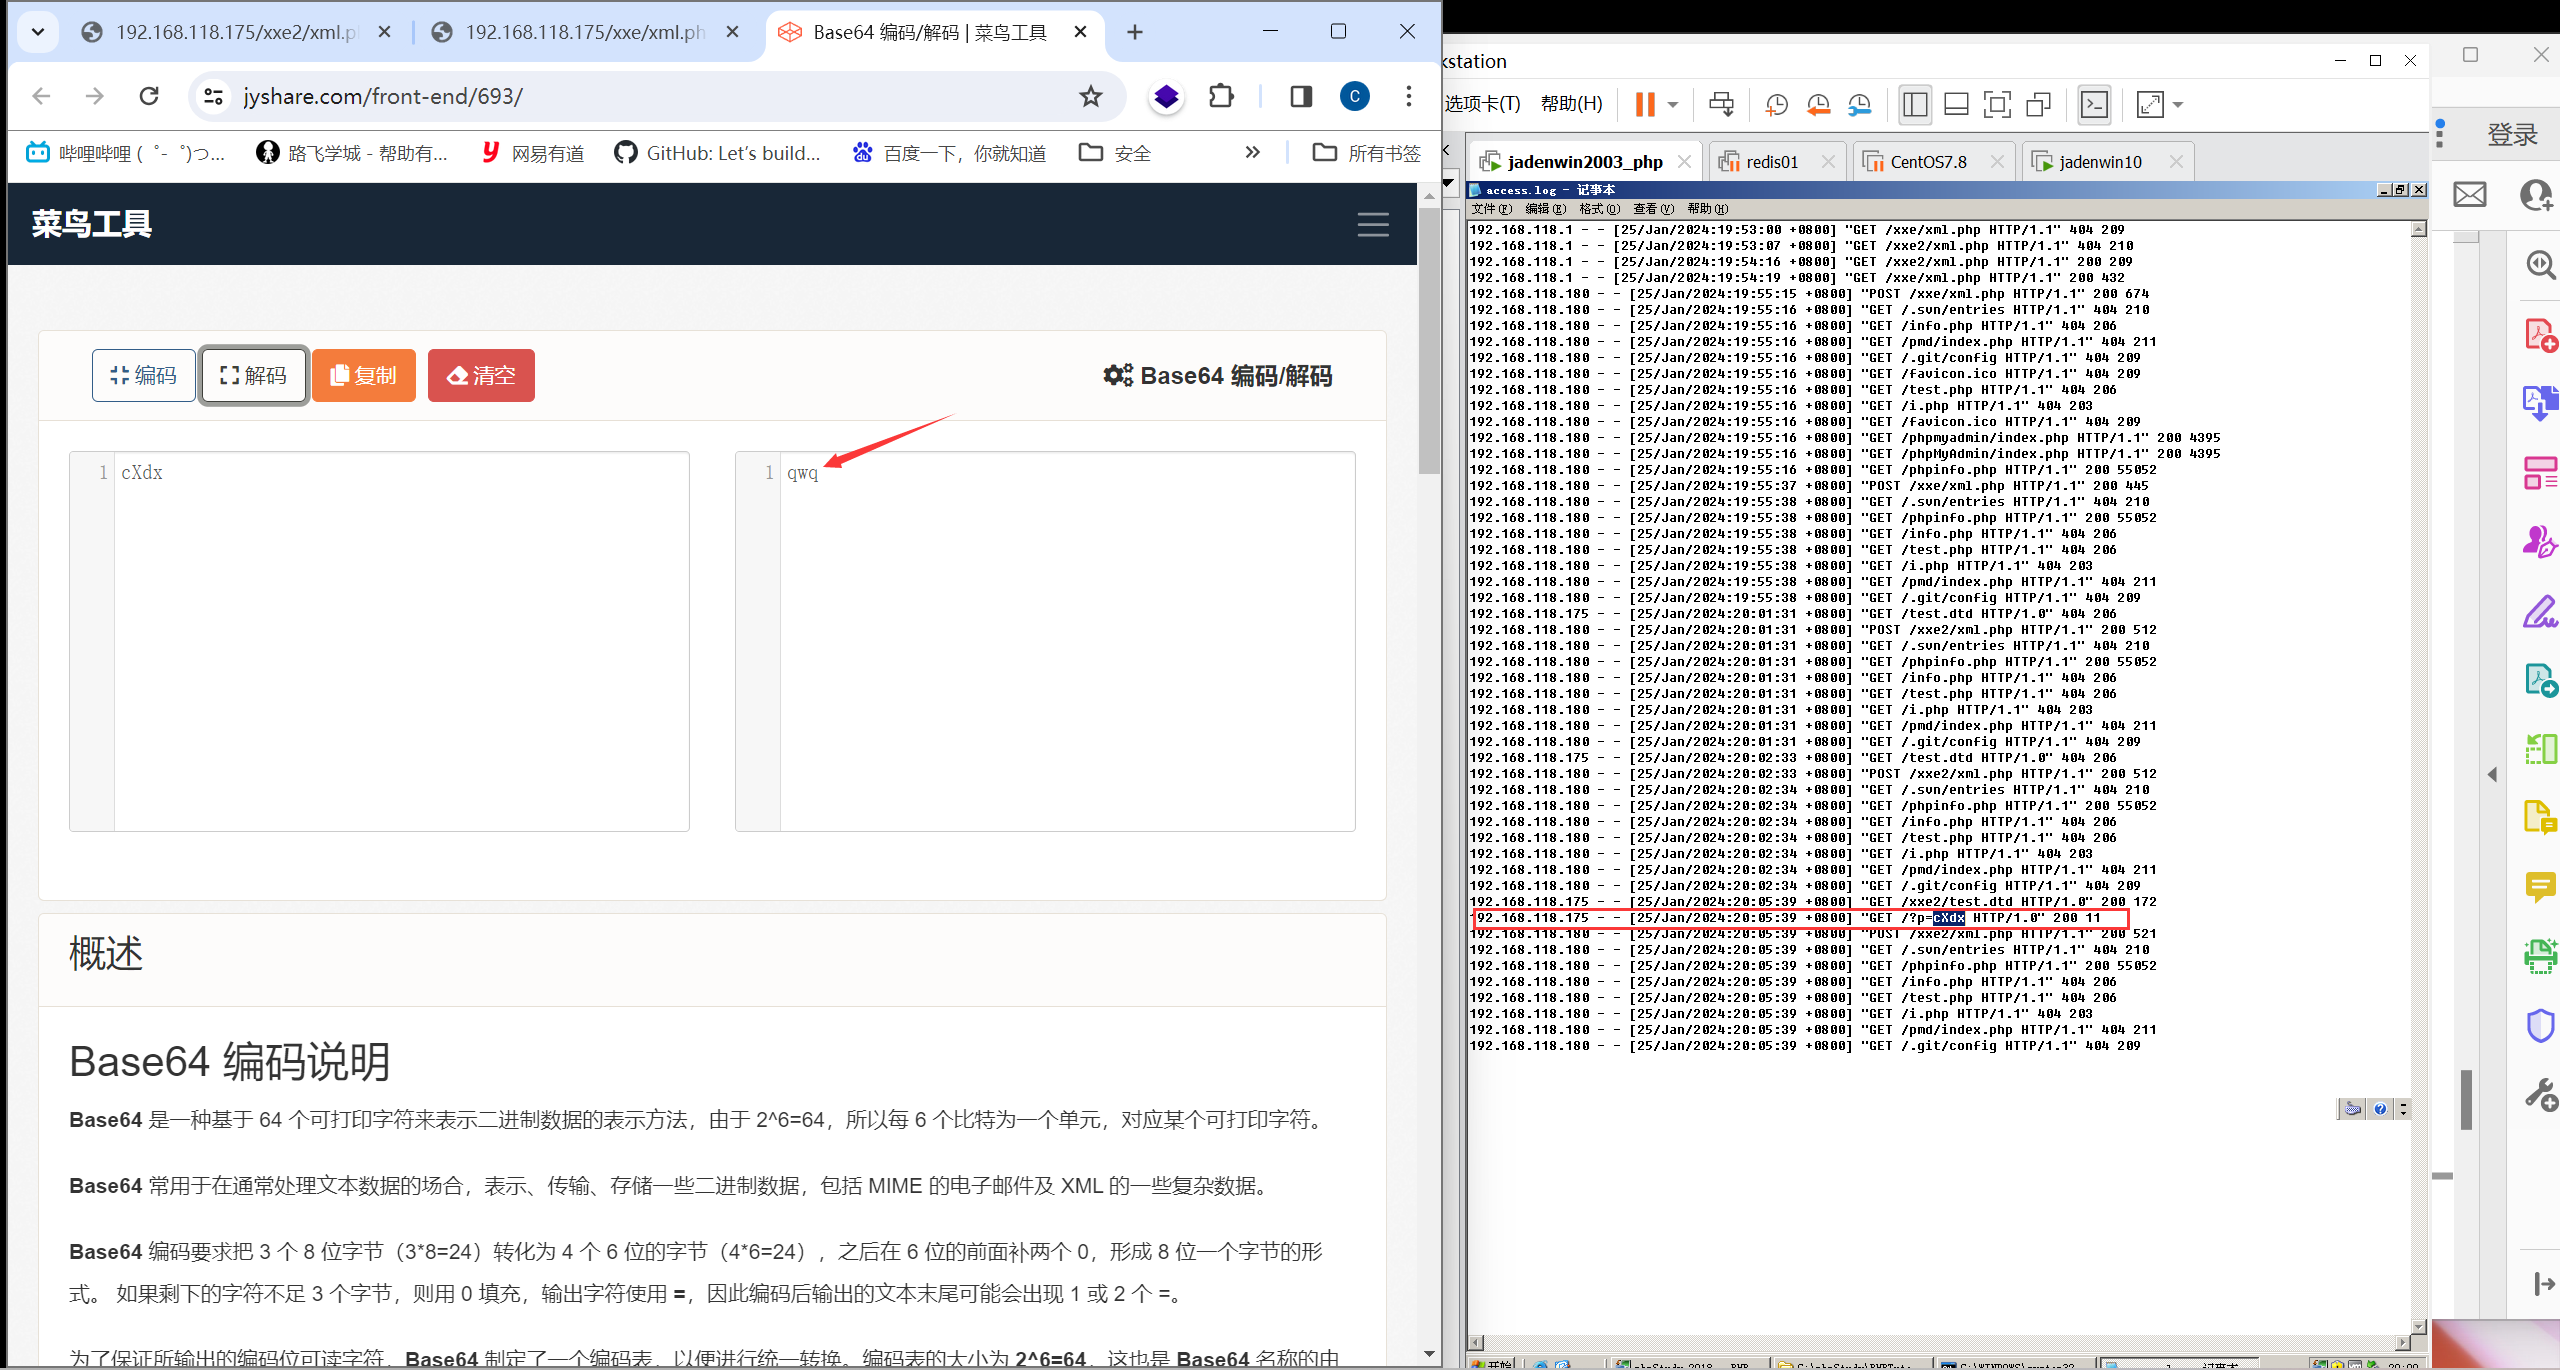 192.168.118.175/xxe2/xml.p
192.168.118.175/xxe/xml.ph
Base64 编码/解码 | 菜鸟工具
jyshare.com/front-end/693/
C
哔哩哔哩 ( ゜- ゜)つ...
路飞学城 - 帮助有...
网易有道
GitHub: Let's build...
百度一下，你就知道
安全
所有书签
菜鸟工具
编码
解码
复制
清空
Base64 编码/解码
1 cXdx
1 qwq
概述
Base64 编码说明
Base64 是一种基于 64 个可打印字符来表示二进制数据的表示方法，由于 2^6=64，所以每 6 个比特为一个单元，对应某个可打印字符。
Base64 常用于在通常处理文本数据的场合，表示、传输、存储一些二进制数据，包括 MIME 的电子邮件及 XML 的一些复杂数据。
Base64 编码要求把 3 个 8 位字节（3*8=24）转化为 4 个 6 位的字节（4*6=24），之后在 6 位的前面补两个 0，形成 8 位一个字节的形
式。 如果剩下的字符不足 3 个字节，则用 0 填充，输出字符使用 =，因此编码后输出的文本末尾可能会出现 1 或 2 个 =。
为了保证所输出的编码位可读字符，Base64 制定了一个编码表，以便进行统一转换。编码表的大小为 2^6=64，这也是 Base64 名称的由
kstation
选项卡(T) 帮助(H)
jadenwin2003_php
redis01
CentOS7.8
jadenwin10
登录
access.log - 记事本
文件(F) 编辑(E) 格式(O) 查看(V) 帮助(H)
192.168.118.1 - - [25/Jan/2024:19:53:00 +0800] "GET /xxe/xml.php HTTP/1.1" 404 209
192.168.118.1 - - [25/Jan/2024:19:53:07 +0800] "GET /xxe2/xml.php HTTP/1.1" 404 210
192.168.118.1 - - [25/Jan/2024:19:54:16 +0800] "GET /xxe2/xml.php HTTP/1.1" 200 209
192.168.118.1 - - [25/Jan/2024:19:54:19 +0800] "GET /xxe/xml.php HTTP/1.1" 200 432
192.168.118.180 - - [25/Jan/2024:19:55:15 +0800] "POST /xxe/xml.php HTTP/1.1" 200 674
192.168.118.180 - - [25/Jan/2024:19:55:16 +0800] "GET /.svn/entries HTTP/1.1" 404 210
192.168.118.180 - - [25/Jan/2024:19:55:16 +0800] "GET /info.php HTTP/1.1" 404 206
192.168.118.180 - - [25/Jan/2024:19:55:16 +0800] "GET /pmd/index.php HTTP/1.1" 404 211
192.168.118.180 - - [25/Jan/2024:19:55:16 +0800] "GET /.git/config HTTP/1.1" 404 209
192.168.118.180 - - [25/Jan/2024:19:55:16 +0800] "GET /favicon.ico HTTP/1.1" 404 209
192.168.118.180 - - [25/Jan/2024:19:55:16 +0800] "GET /test.php HTTP/1.1" 404 206
192.168.118.180 - - [25/Jan/2024:19:55:16 +0800] "GET /i.php HTTP/1.1" 404 203
192.168.118.180 - - [25/Jan/2024:19:55:16 +0800] "GET /favicon.ico HTTP/1.1" 404 209
192.168.118.180 - - [25/Jan/2024:19:55:16 +0800] "GET /phpmyadmin/index.php HTTP/1.1" 200 4395
192.168.118.180 - - [25/Jan/2024:19:55:16 +0800] "GET /phpMyAdmin/index.php HTTP/1.1" 200 4395
192.168.118.180 - - [25/Jan/2024:19:55:16 +0800] "GET /phpinfo.php HTTP/1.1" 200 55052
192.168.118.180 - - [25/Jan/2024:19:55:37 +0800] "POST /xxe/xml.php HTTP/1.1" 200 445
192.168.118.180 - - [25/Jan/2024:19:55:38 +0800] "GET /.svn/entries HTTP/1.1" 404 210
192.168.118.180 - - [25/Jan/2024:19:55:38 +0800] "GET /phpinfo.php HTTP/1.1" 200 55052
192.168.118.180 - - [25/Jan/2024:19:55:38 +0800] "GET /info.php HTTP/1.1" 404 206
192.168.118.180 - - [25/Jan/2024:19:55:38 +0800] "GET /test.php HTTP/1.1" 404 206
192.168.118.180 - - [25/Jan/2024:19:55:38 +0800] "GET /i.php HTTP/1.1" 404 203
192.168.118.180 - - [25/Jan/2024:19:55:38 +0800] "GET /pmd/index.php HTTP/1.1" 404 211
192.168.118.180 - - [25/Jan/2024:19:55:38 +0800] "GET /.git/config HTTP/1.1" 404 209
192.168.118.175 - - [25/Jan/2024:20:01:31 +0800] "GET /test.dtd HTTP/1.0" 404 206
192.168.118.180 - - [25/Jan/2024:20:01:31 +0800] "POST /xxe2/xml.php HTTP/1.1" 200 512
192.168.118.180 - - [25/Jan/2024:20:01:31 +0800] "GET /.svn/entries HTTP/1.1" 404 210
192.168.118.180 - - [25/Jan/2024:20:01:31 +0800] "GET /phpinfo.php HTTP/1.1" 200 55052
192.168.118.180 - - [25/Jan/2024:20:01:31 +0800] "GET /info.php HTTP/1.1" 404 206
192.168.118.180 - - [25/Jan/2024:20:01:31 +0800] "GET /test.php HTTP/1.1" 404 206
192.168.118.180 - - [25/Jan/2024:20:01:31 +0800] "GET /i.php HTTP/1.1" 404 203
192.168.118.180 - - [25/Jan/2024:20:01:31 +0800] "GET /pmd/index.php HTTP/1.1" 404 211
192.168.118.180 - - [25/Jan/2024:20:01:31 +0800] "GET /.git/config HTTP/1.1" 404 209
192.168.118.175 - - [25/Jan/2024:20:02:33 +0800] "GET /test.dtd HTTP/1.0" 404 206
192.168.118.180 - - [25/Jan/2024:20:02:33 +0800] "POST /xxe2/xml.php HTTP/1.1" 200 512
192.168.118.180 - - [25/Jan/2024:20:02:34 +0800] "GET /.svn/entries HTTP/1.1" 404 210
192.168.118.180 - - [25/Jan/2024:20:02:34 +0800] "GET /phpinfo.php HTTP/1.1" 200 55052
192.168.118.180 - - [25/Jan/2024:20:02:34 +0800] "GET /info.php HTTP/1.1" 404 206
192.168.118.180 - - [25/Jan/2024:20:02:34 +0800] "GET /test.php HTTP/1.1" 404 206
192.168.118.180 - - [25/Jan/2024:20:02:34 +0800] "GET /i.php HTTP/1.1" 404 203
192.168.118.180 - - [25/Jan/2024:20:02:34 +0800] "GET /pmd/index.php HTTP/1.1" 404 211
192.168.118.180 - - [25/Jan/2024:20:02:34 +0800] "GET /.git/config HTTP/1.1" 404 209
192.168.118.175 - - [25/Jan/2024:20:05:39 +0800] "GET /xxe2/test.dtd HTTP/1.0" 200 172
192.168.118.175 - - [25/Jan/2024:20:05:39 +0800] "GET /?p=cXdx HTTP/1.0" 200 11
192.168.118.180 - - [25/Jan/2024:20:05:39 +0800] "POST /xxe2/xml.php HTTP/1.1" 200 521
192.168.118.180 - - [25/Jan/2024:20:05:39 +0800] "GET /.svn/entries HTTP/1.1" 404 210
192.168.118.180 - - [25/Jan/2024:20:05:39 +0800] "GET /phpinfo.php HTTP/1.1" 200 55052
192.168.118.180 - - [25/Jan/2024:20:05:39 +0800] "GET /info.php HTTP/1.1" 404 206
192.168.118.180 - - [25/Jan/2024:20:05:39 +0800] "GET /test.php HTTP/1.1" 404 206
192.168.118.180 - - [25/Jan/2024:20:05:39 +0800] "GET /i.php HTTP/1.1" 404 203
192.168.118.180 - - [25/Jan/2024:20:05:39 +0800] "GET /pmd/index.php HTTP/1.1" 404 211
192.168.118.180 - - [25/Jan/2024:20:05:39 +0800] "GET /.git/config HTTP/1.1" 404 209
开始